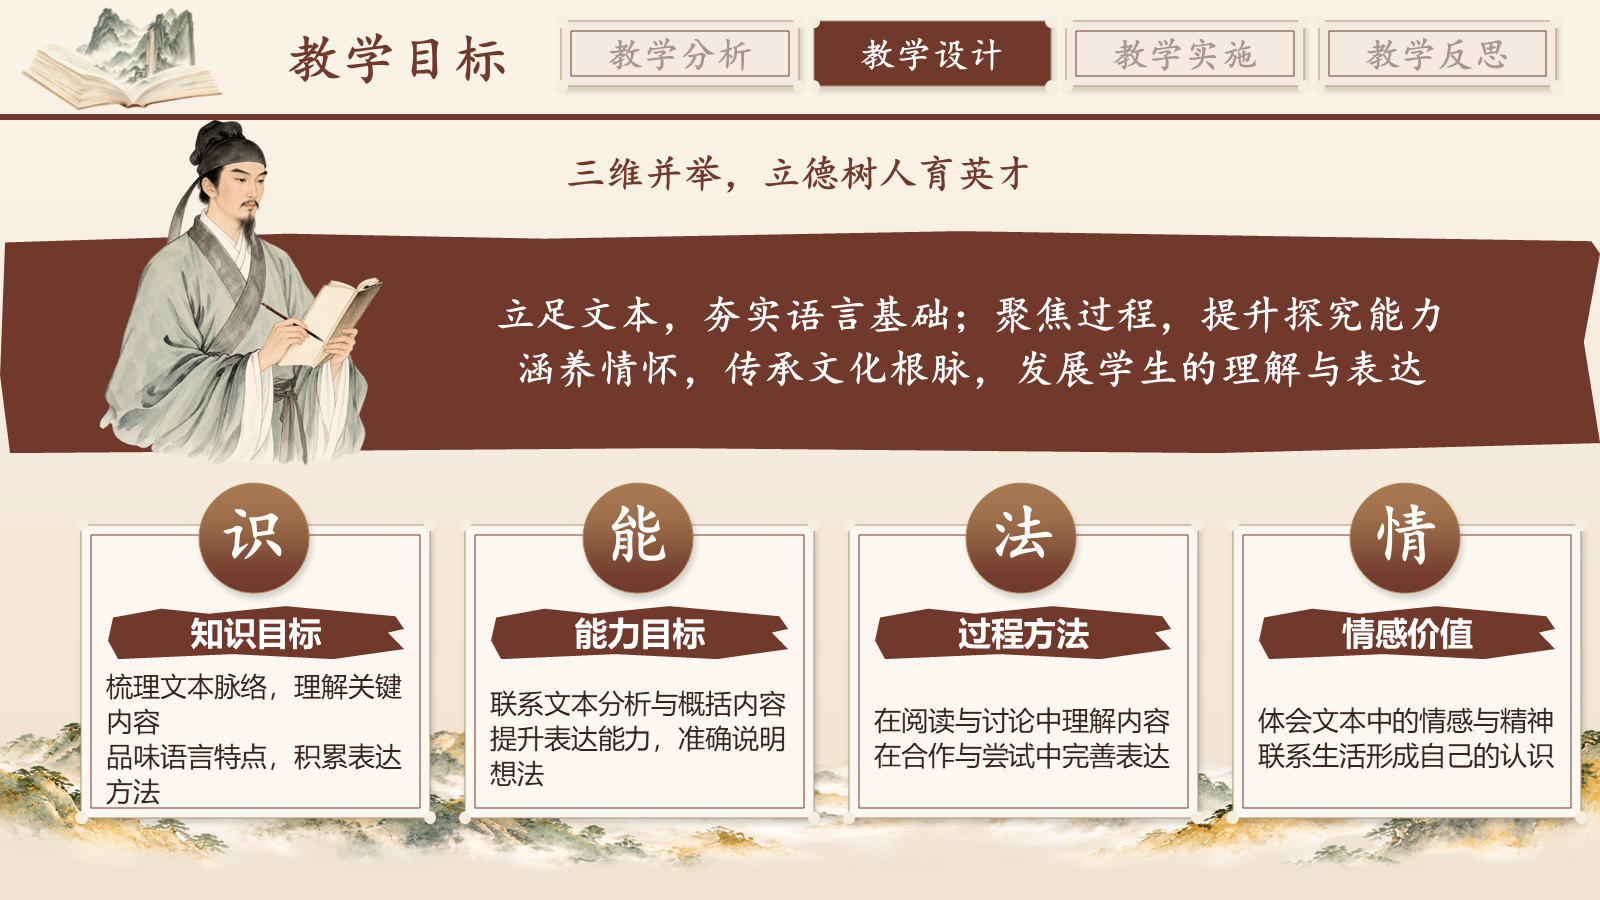 教学目标
教学分析
教学设计
教学实施
教学反思
三维并举，立德树人育英才
立足文本，夯实语言基础；聚焦过程，提升探究能力
涵养情怀，传承文化根脉，发展学生的理解与表达
识
知识目标
梳理文本脉络，理解关键
内容
品味语言特点，积累表达
方法
能
能力目标
联系文本分析与概括内容
提升表达能力，准确说明
想法
法
过程方法
在阅读与讨论中理解内容
在合作与尝试中完善表达
情
情感价值
体会文本中的情感与精神
联系生活形成自己的认识